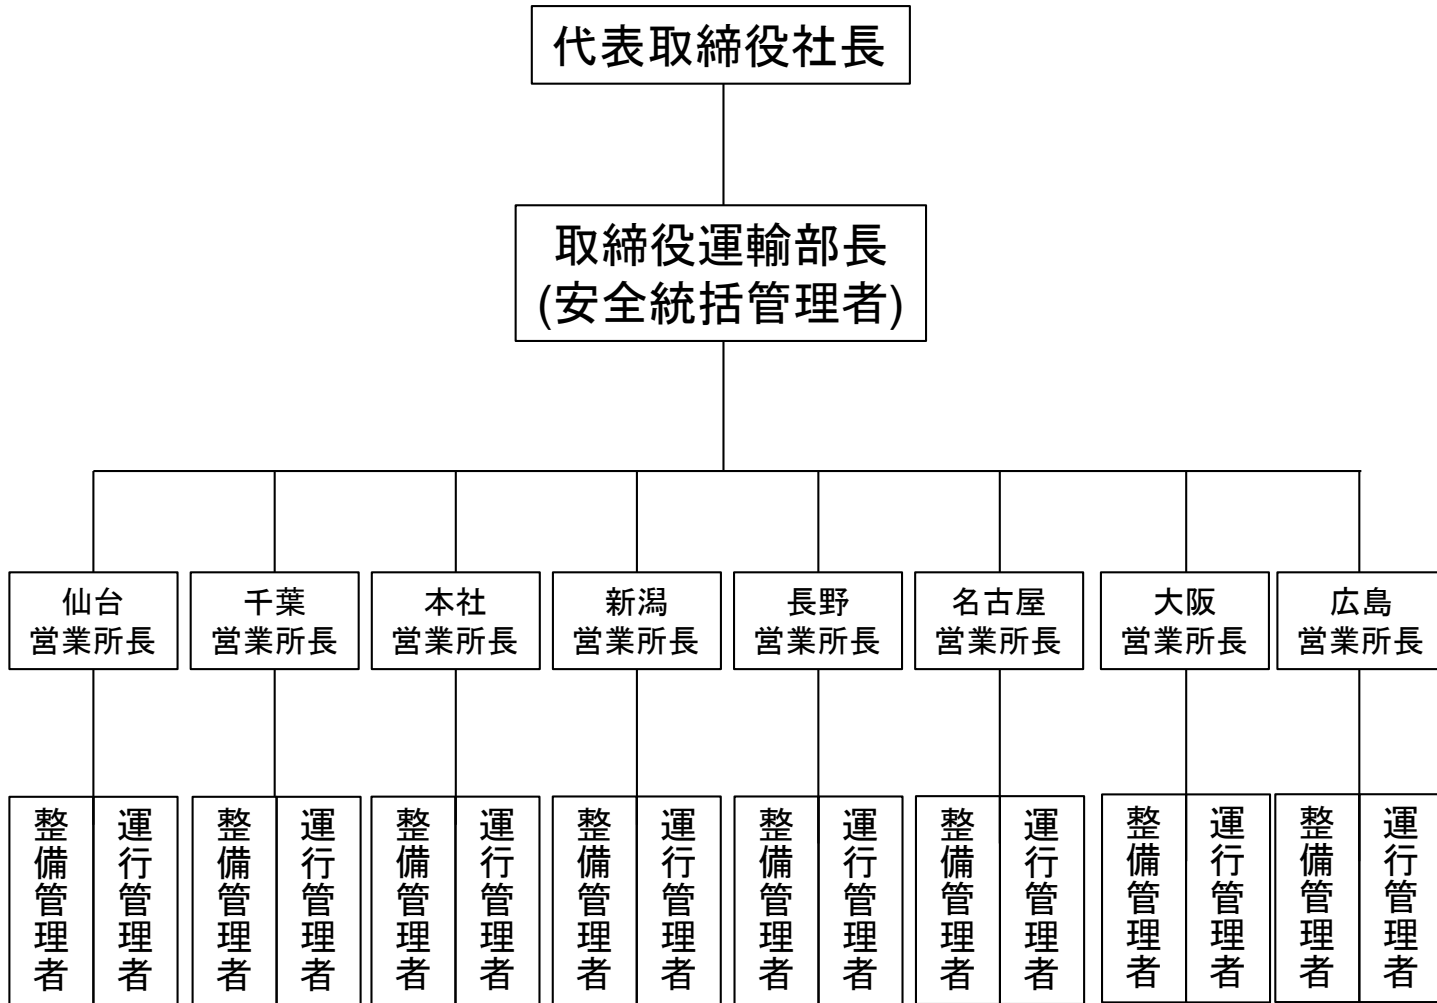 代表取締役社長
取締役運輸部長
(安全統括管理者)
仙台
営業所長
千葉
営業所長
本社
営業所長
新潟
営業所長
長野
営業所長
名古屋
営業所長
大阪
営業所長
広島
営業所長
整備管理者
運行管理者
整備管理者
運行管理者
整備管理者
運行管理者
整備管理者
運行管理者
整備管理者
運行管理者
整備管理者
運行管理者
整備管理者
運行管理者
整備管理者
運行管理者